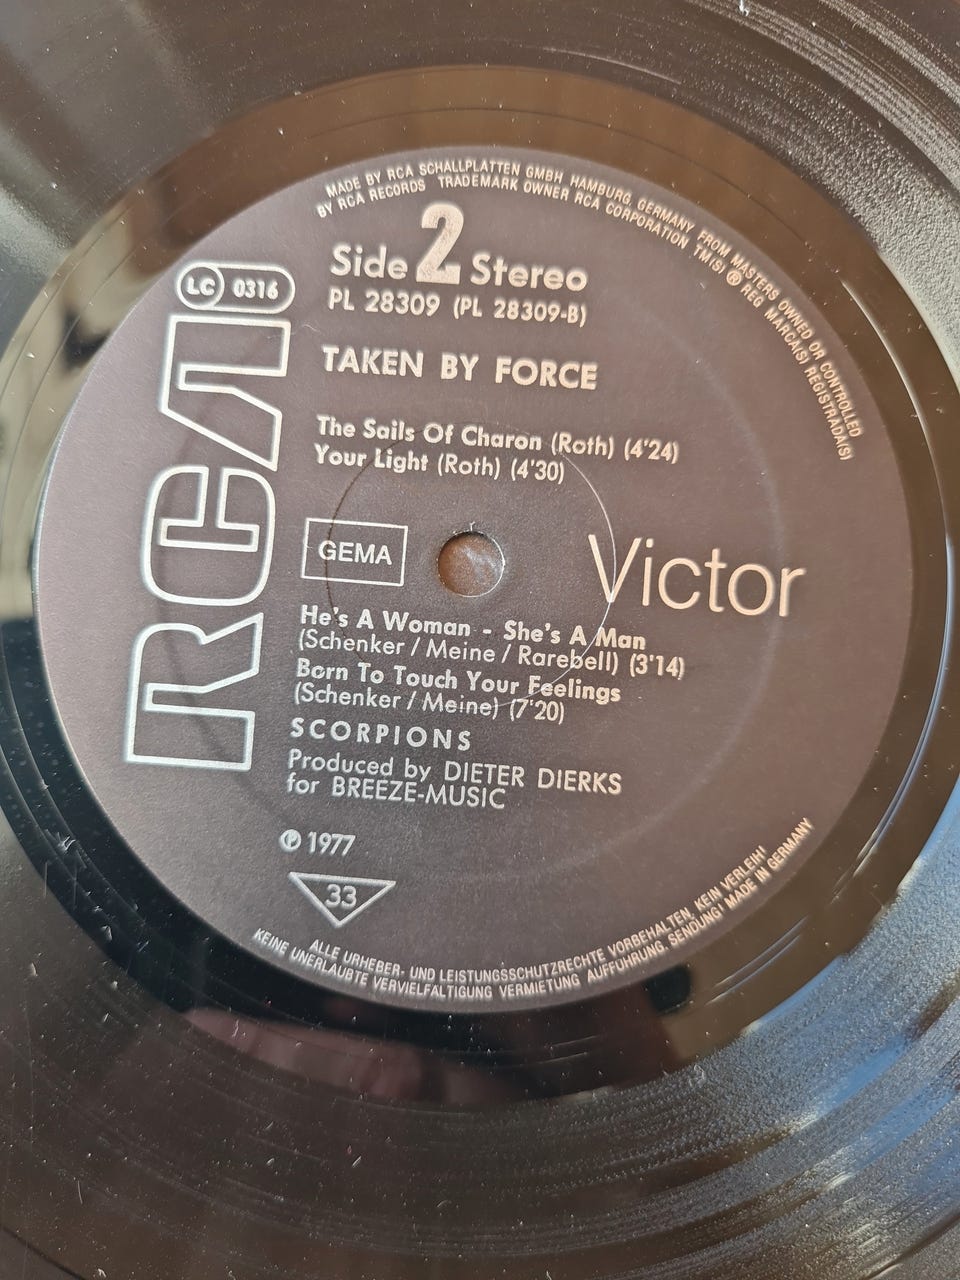 MADE BY RCA SCHALLPLATTEN GMBH, HAMBURG, GERMANY FROM MASTERS OWNED OR CONTROLLED
BY RCA RECORDS TRADEMARK OWNER RCA CORPORATION TM(S) ® REG MARCA(S) REGISTRADA(S)
Side 2 Stereo
LC 0316
PL 28309 (PL 28309-B)
TAKEN BY FORCE
The Sails Of Charon (Roth) (4'24)
Your Light (Roth) (4'30)
RCA
GEMA
Victor
He's A Woman - She's A Man
(Schenker / Meine / Rarebell) (3'14)
Born To Touch Your Feelings
(Schenker / Meine) (7'20)
SCORPIONS
Produced by DIETER DIERKS
for BREEZE-MUSIC
℗ 1977
33
ALLE URHEBER- UND LEISTUNGSSCHUTZRECHTE VORBEHALTEN, KEIN VERLEIH!
KEINE UNERLAUBTE VERVIELFÄLTIGUNG, VERMIETUNG, AUFFÜHRUNG, SENDUNG! MADE IN GERMANY